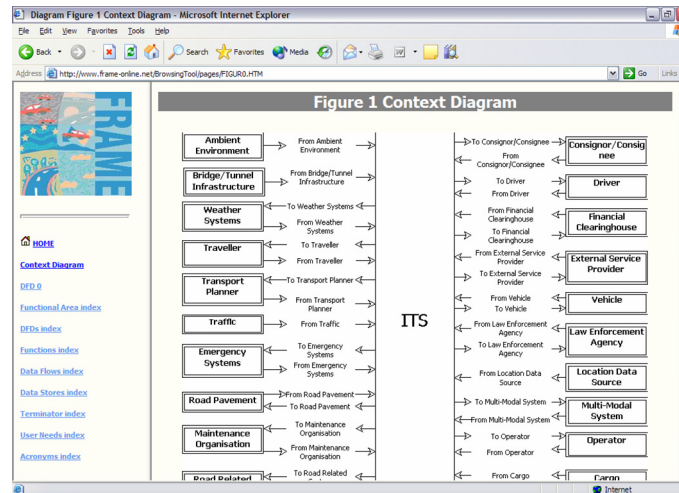 Diagram Figure 1 Context Diagram - Microsoft Internet Explorer
File Edit View Favorites Tools Help
Back Search Favorites Media
Address http://www.frame-online.net/BrowsingTool/pages/FIGUR0.HTM Go Links
FRAME
HOME
Context Diagram
DFD 0
Functional Area index
DFDs index
Functions index
Data Flows index
Data Stores index
Terminator index
User Needs index
Acronyms index
Figure 1 Context Diagram
Ambient
Environment
From Ambient
Environment
Bridge/Tunnel
Infrastructure
From Bridge/Tunnel
Infrastructure
Weather
Systems
To Weather Systems
From Weather
Systems
Traveller
To Traveller
From Traveller
Transport
Planner
To Transport Planner
From Transport
Planner
Traffic
From Traffic
Emergency
Systems
To Emergency
Systems
From Emergency
Systems
Road Pavement
From Road Pavement
To Road Pavement
Maintenance
Organisation
To Maintenance
Organisation
From Maintenance
Organisation
Road Related
To Road Related
ITS
To Consignor/Consignee
From
Consignor/Consignee
Consignor/Consig
nee
To Driver
From Driver
Driver
From Financial
Clearinghouse
To Financial
Clearinghouse
Financial
Clearinghouse
From External Service
Provider
To External Service
Provider
External Service
Provider
From Vehicle
To Vehicle
Vehicle
From Law Enforcement
Agency
To Law Enforcement
Agency
Law Enforcement
Agency
From Location Data
Source
Location Data
Source
To Multi-Modal System
From Multi-Modal System
Multi-Modal
System
To Operator
From Operator
Operator
From Cargo
Cargo
Internet